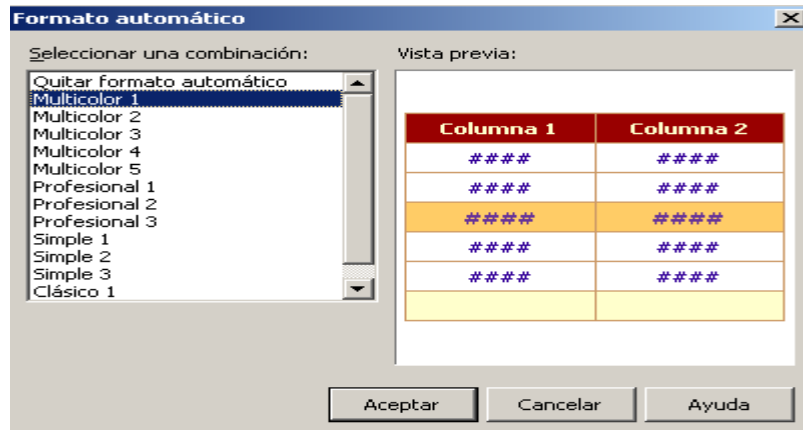 Formato automático
Seleccionar una combinación:
Vista previa:
Quitar formato automático
Multicolor 1
Multicolor 2
Multicolor 3
Multicolor 4
Multicolor 5
Profesional 1
Profesional 2
Profesional 3
Simple 1
Simple 2
Simple 3
Clásico 1
Columna 1 Columna 2
#### ####
#### ####
#### ####
#### ####
#### ####
Aceptar Cancelar Ayuda